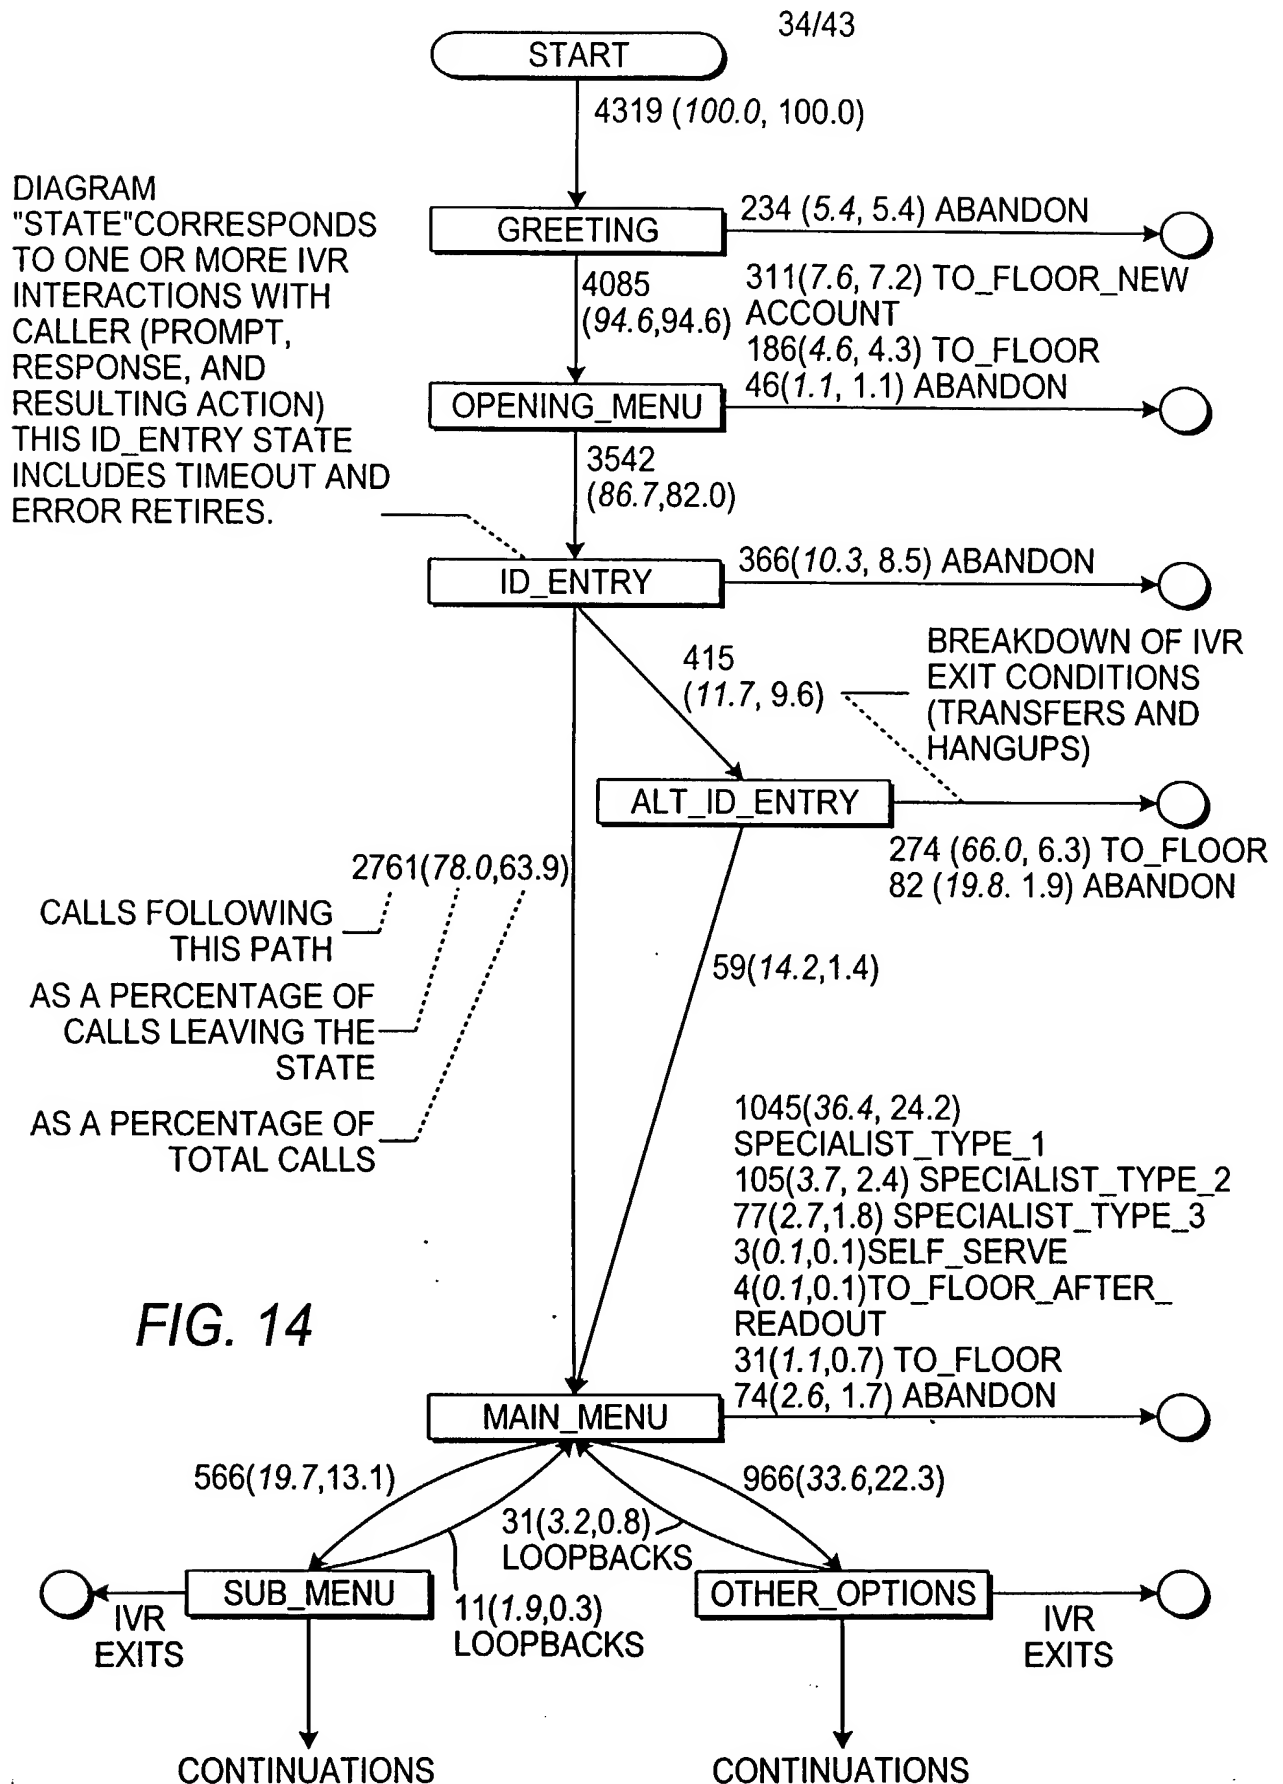 34/43
START
4319 (100.0, 100.0)
DIAGRAM
"STATE"CORRESPONDS
TO ONE OR MORE IVR
INTERACTIONS WITH
CALLER (PROMPT,
RESPONSE, AND
RESULTING ACTION)
THIS ID_ENTRY STATE
INCLUDES TIMEOUT AND
ERROR RETIRES.
GREETING
234 (5.4, 5.4) ABANDON
4085
(94.6,94.6)
311(7.6, 7.2) TO_FLOOR_NEW
ACCOUNT
186(4.6, 4.3) TO_FLOOR
46(1.1, 1.1) ABANDON
OPENING_MENU
3542
(86.7,82.0)
ID_ENTRY
366(10.3, 8.5) ABANDON
415
(11.7, 9.6)
BREAKDOWN OF IVR
EXIT CONDITIONS
(TRANSFERS AND
HANGUPS)
ALT_ID_ENTRY
274 (66.0, 6.3) TO_FLOOR
82 (19.8. 1.9) ABANDON
2761(78.0,63.9)
CALLS FOLLOWING
THIS PATH
AS A PERCENTAGE OF
CALLS LEAVING THE
STATE
AS A PERCENTAGE OF
TOTAL CALLS
59(14.2,1.4)
1045(36.4, 24.2)
SPECIALIST_TYPE_1
105(3.7, 2.4) SPECIALIST_TYPE_2
77(2.7,1.8) SPECIALIST_TYPE_3
3(0.1,0.1)SELF_SERVE
4(0.1,0.1)TO_FLOOR_AFTER_
READOUT
31(1.1,0.7) TO_FLOOR
74(2.6, 1.7) ABANDON
FIG. 14
MAIN_MENU
566(19.7,13.1)
966(33.6,22.3)
31(3.2,0.8)
LOOPBACKS
SUB_MENU
OTHER_OPTIONS
11(1.9,0.3)
LOOPBACKS
IVR
EXITS
IVR
EXITS
CONTINUATIONS
CONTINUATIONS